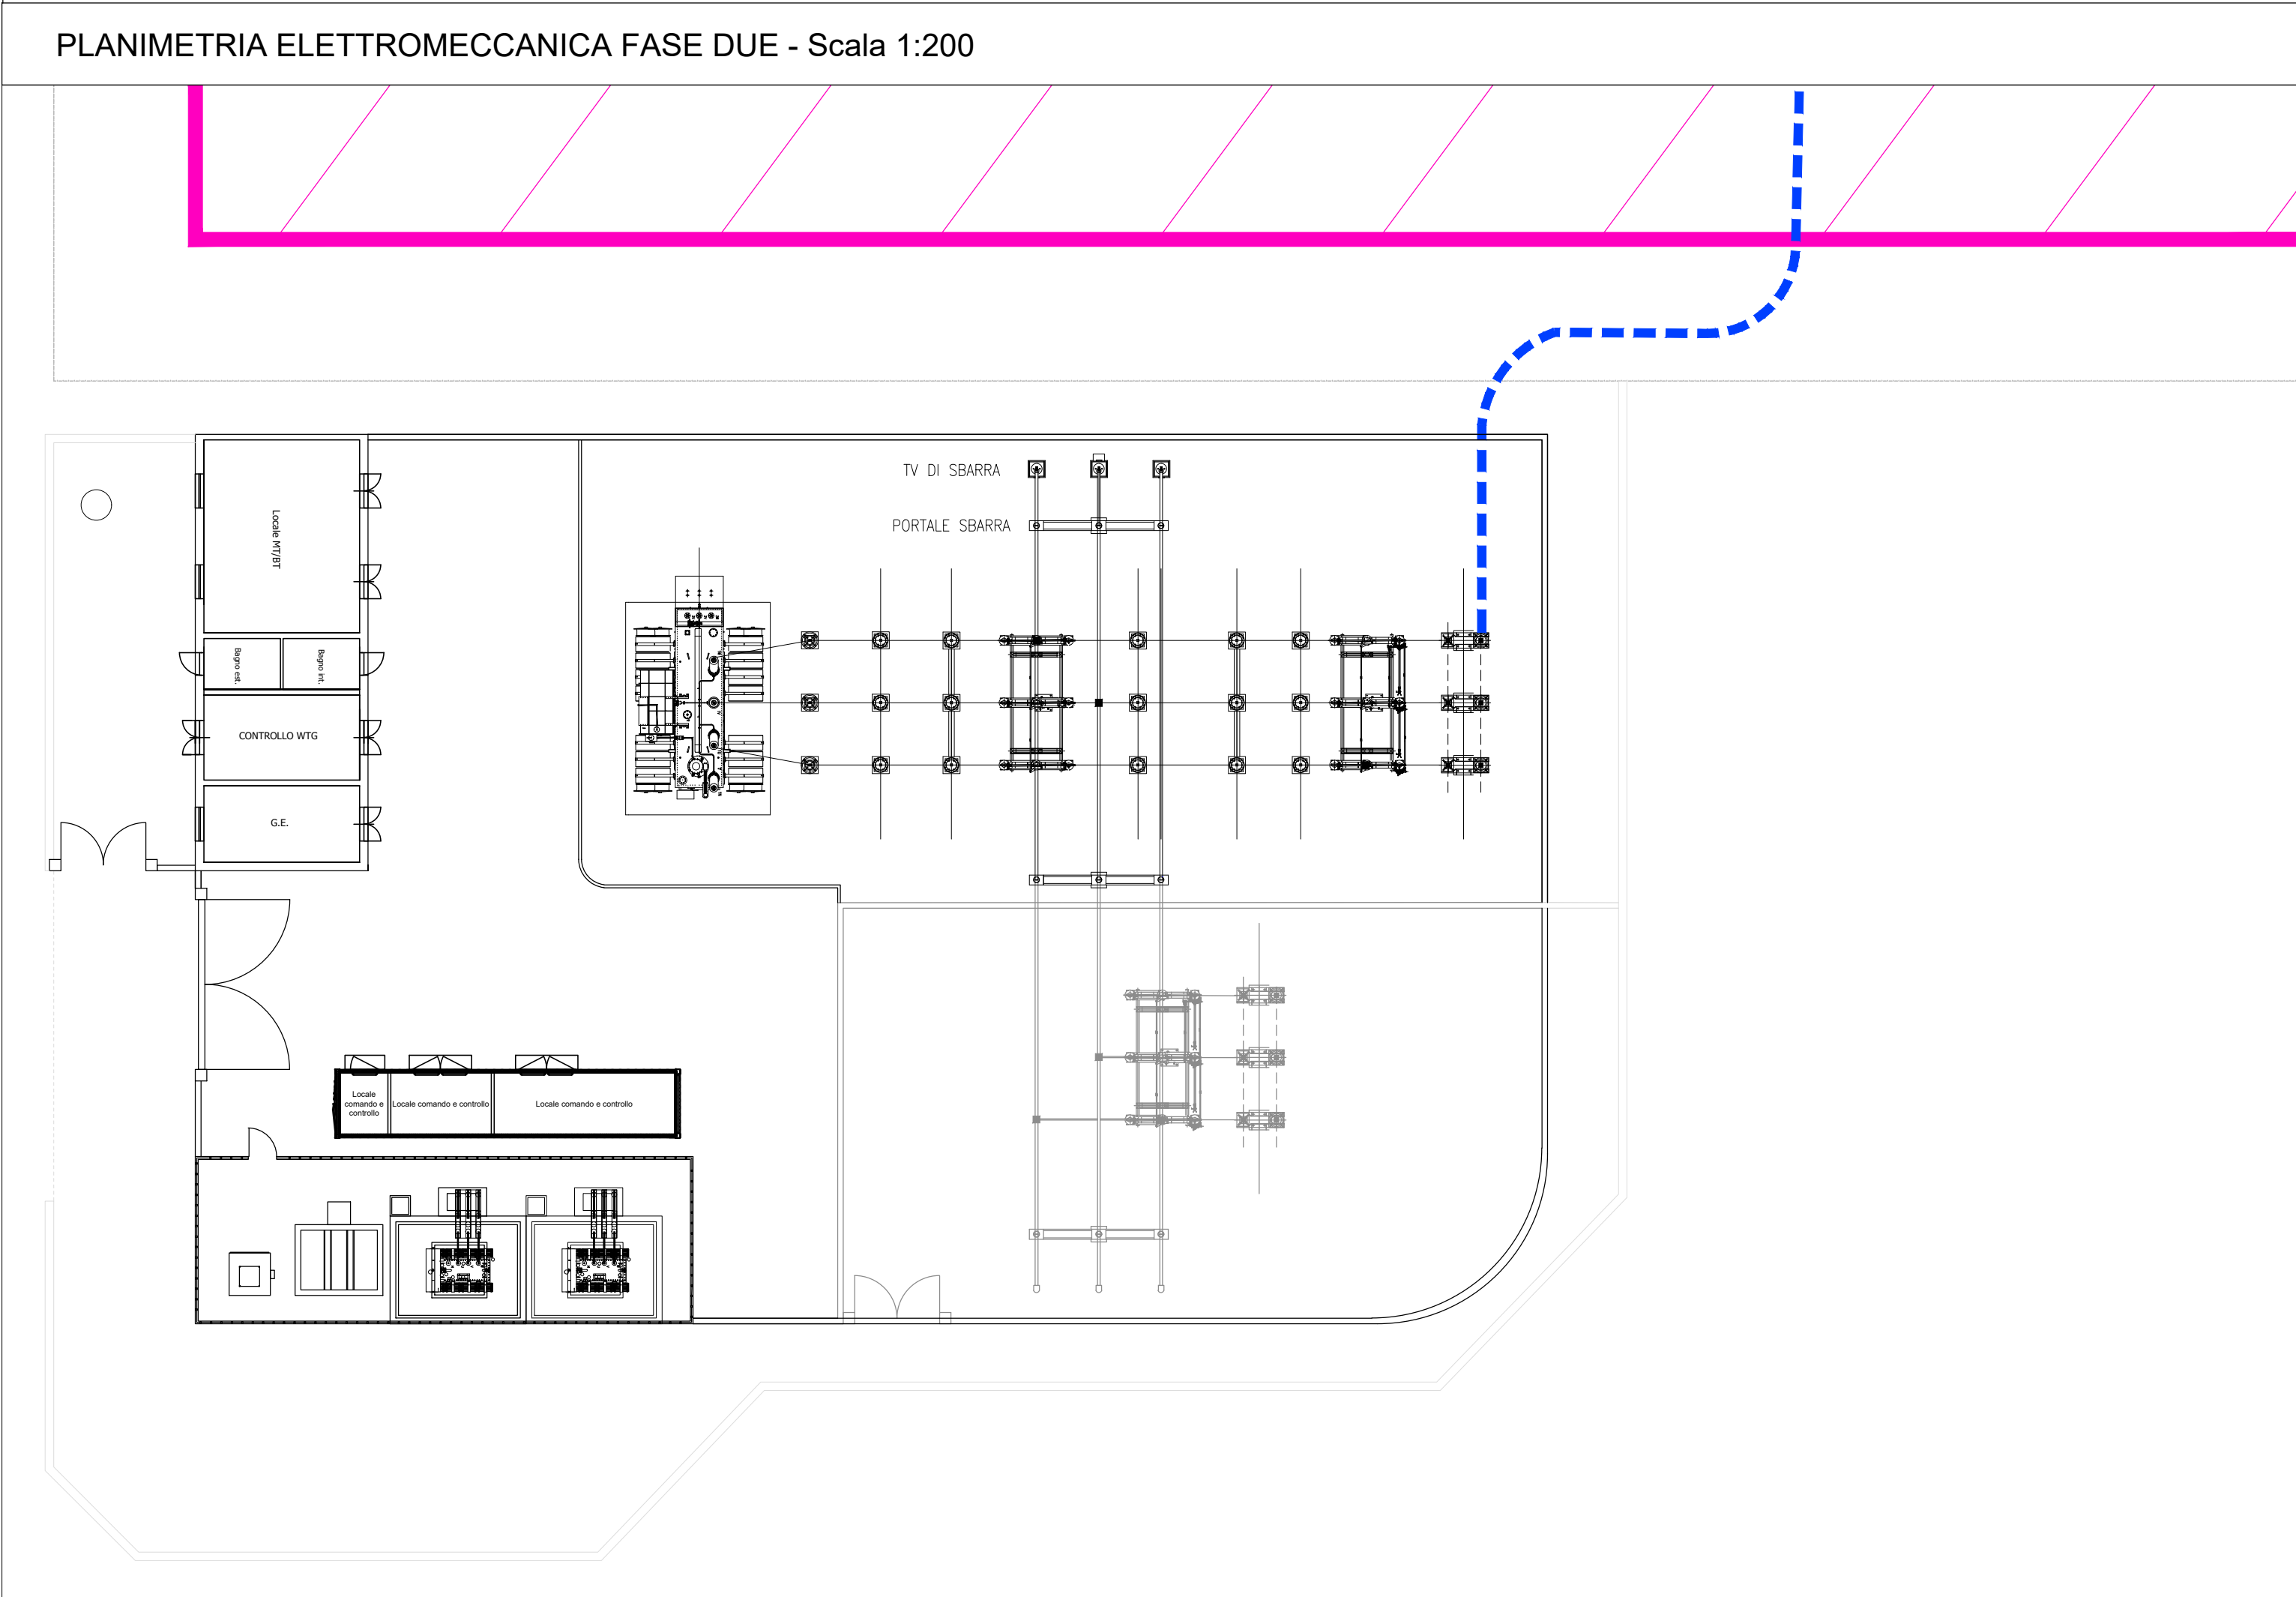 PLANIMETRIA ELETTROMECCANICA FASE DUE - Scala 1:200
TV DI SBARRA
PORTALE SBARRA
Locale MT/BT
Bagno est.
Bagno int.
CONTROLLO WTG
G.E.
Locale
comando e
controllo
Locale comando e controllo
Locale comando e controllo